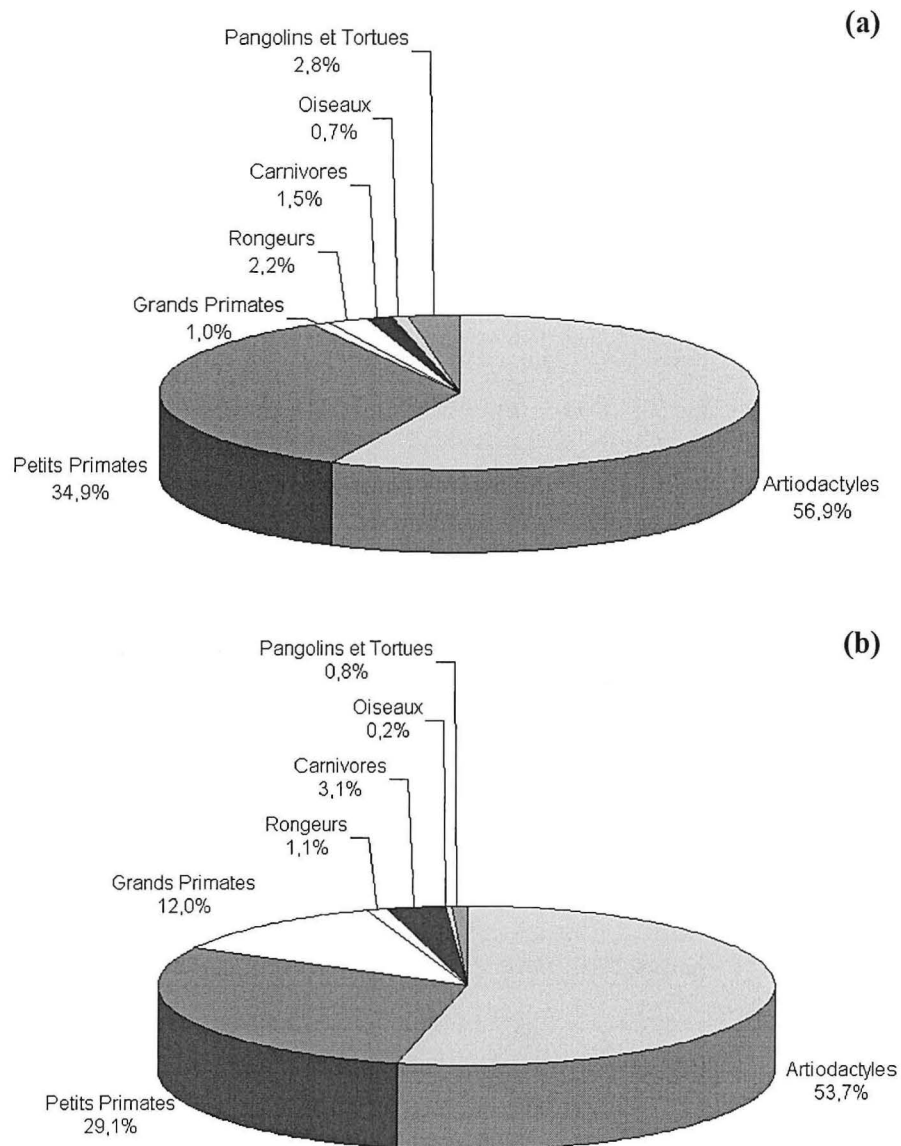 (a)
Pangolins et Tortues
2,8%
Oiseaux
0,7%
Carnivores
1,5%
Rongeurs
2,2%
Grands Primates
1,0%
Petits Primates
34,9%
Artiodactyles
56,9%
(b)
Pangolins et Tortues
0,8%
Oiseaux
0,2%
Carnivores
3,1%
Rongeurs
1,1%
Grands Primates
12,0%
Petits Primates
29,1%
Artiodactyles
53,7%